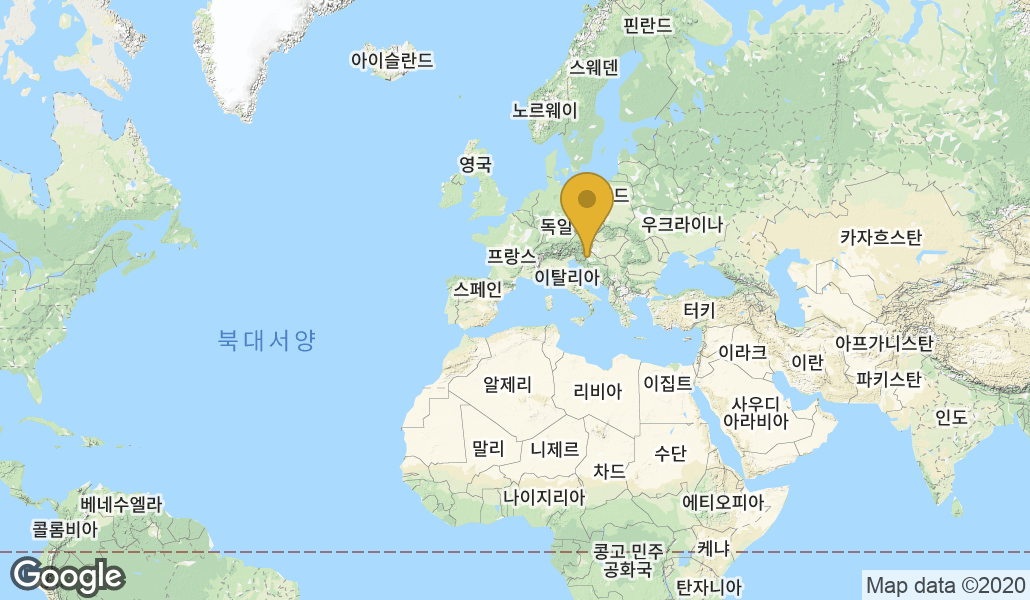 핀란드
아이슬란드
스웨덴
노르웨이
영국
드
독일
우크라이나
카자흐스탄
프랑스
이탈리아
스페인
터키
북대서양
이라크
이란
아프가니스탄
파키스탄
알제리
리비아
이집트
사우디
아라비아
인도
말리
니제르
차드
수단
나이지리아
에티오피아
베네수엘라
콜롬비아
콩고 민주
공화국
케냐
탄자니아
Google
Map data ©2020